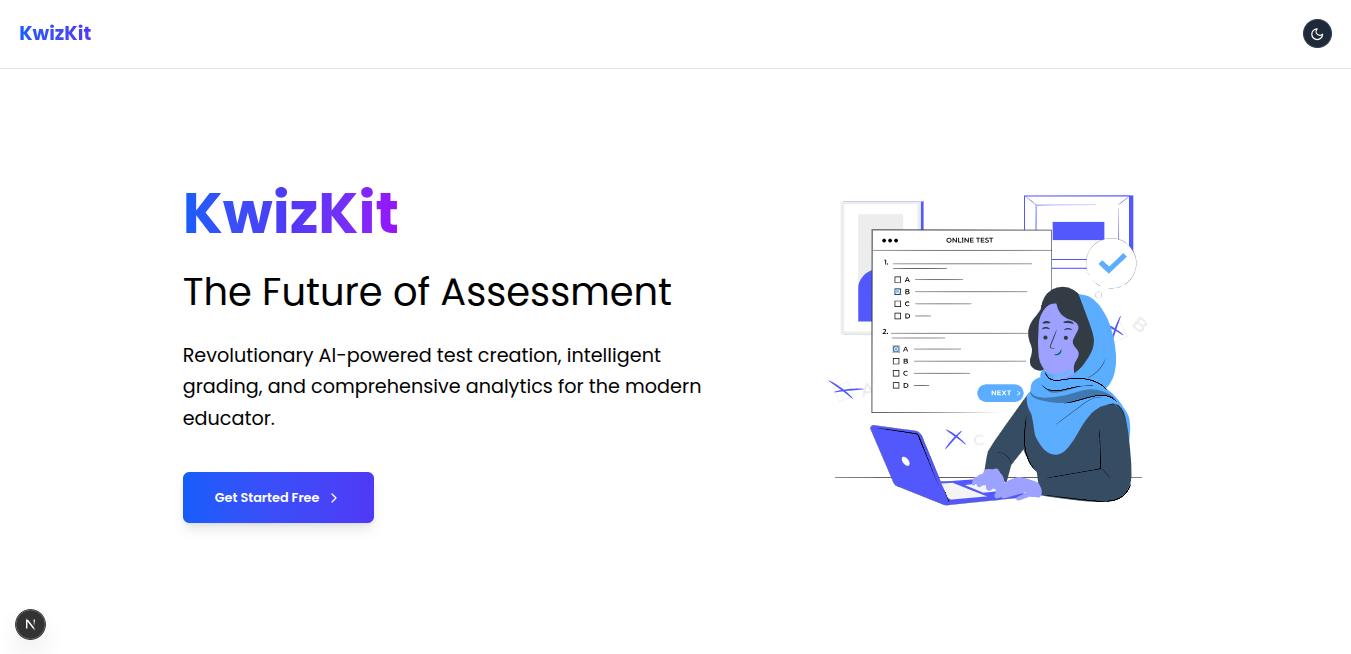 KwizKit
KwizKit
The Future of Assessment
Revolutionary AI-powered test creation, intelligent
grading, and comprehensive analytics for the modern
educator.
Get Started Free
ONLINE TEST
1.
A
B
C
D
2.
A
B
C
D
NEXT
B
A
C
N